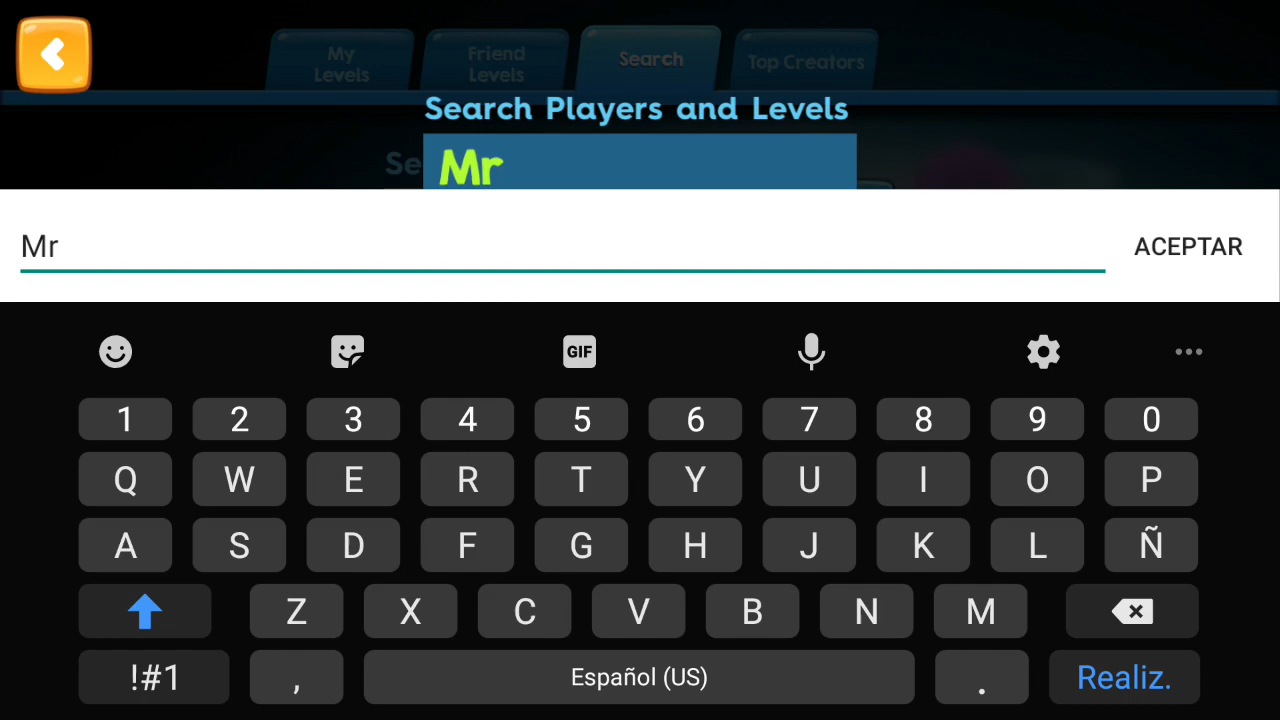 My Levels
Friend Levels
Search
Top Creators
Search Players and Levels
Se
Mr
Mr
ACEPTAR
GIF
1 2 3 4 5 6 7 8 9 0
Q W E R T Y U I O P
A S D F G H J K L Ñ
Z X C V B N M
!#1 , Español (US) . Realiz.